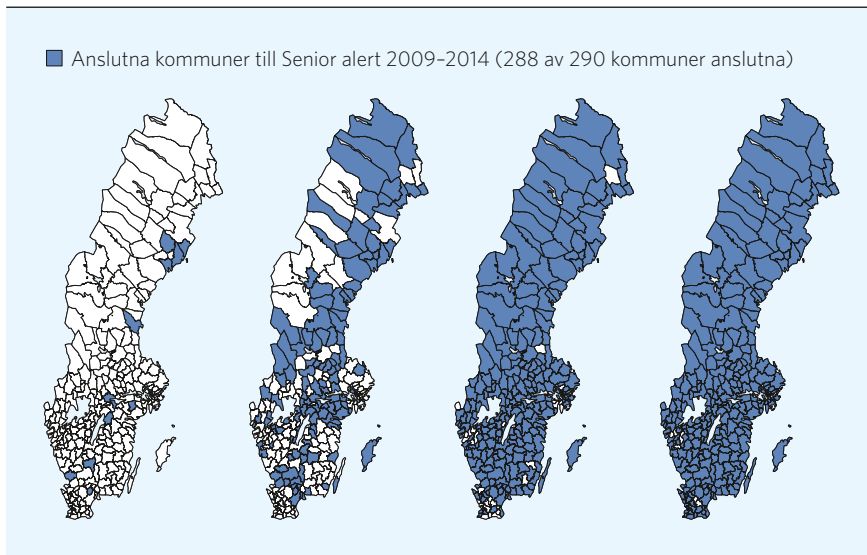 Anslutna kommuner till Senior alert 2009–2014 (288 av 290 kommuner anslutna)